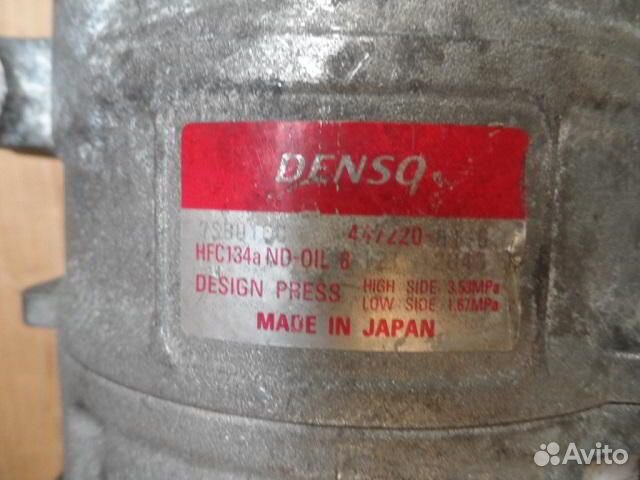 DENSO
447220-
HFC134a ND-OIL 8
DESIGN PRESS HIGH SIDE 3.53MPa
LOW SIDE 1.67MPa
MADE IN JAPAN
Avito